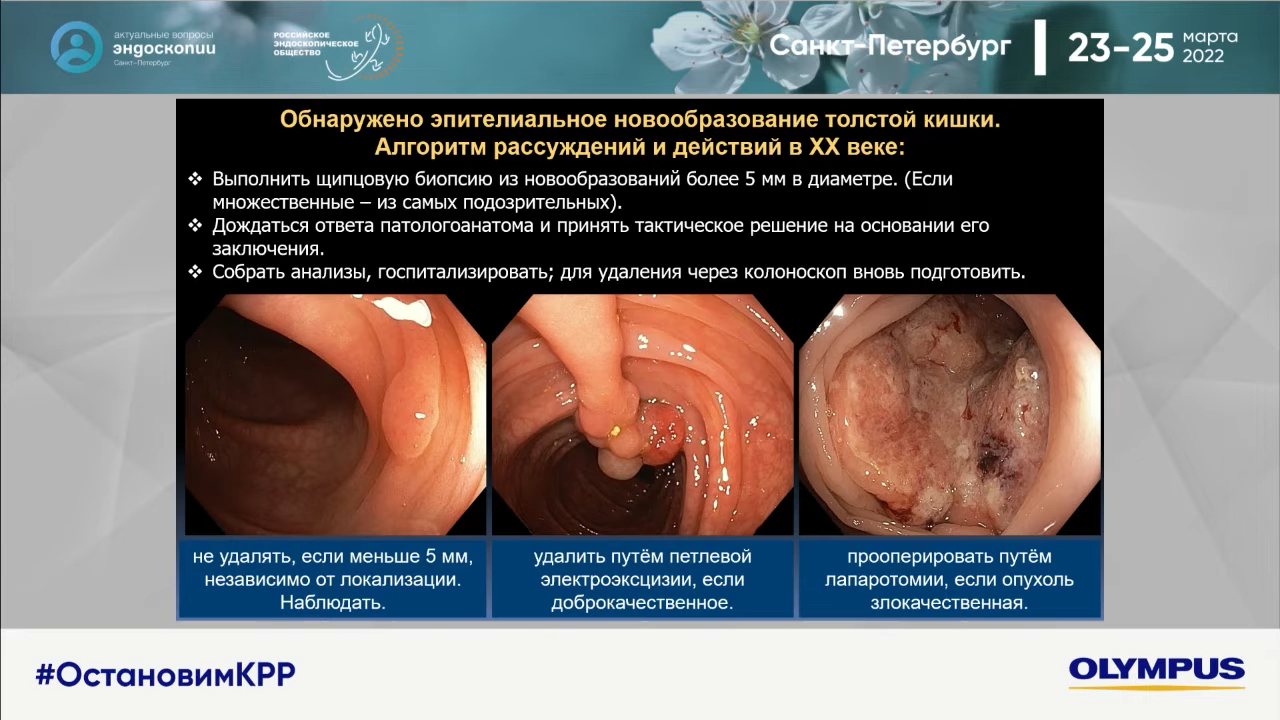 актуальные вопросы
эндоскопии
Санкт-Петербург
РОССИЙСКОЕ
ЭНДОСКОПИЧЕСКОЕ
ОБЩЕСТВО
Санкт-Петербург
23-25
марта
2022
Обнаружено эпителиальное новообразование толстой кишки.
Алгоритм рассуждений и действий в XX веке:
❖ Выполнить щипцовую биопсию из новообразований более 5 мм в диаметре. (Если
множественные – из самых подозрительных).
❖ Дождаться ответа патологоанатома и принять тактическое решение на основании его
заключения.
❖ Собрать анализы, госпитализировать; для удаления через колоноскоп вновь подготовить.
не удалять, если меньше 5 мм,
независимо от локализации.
Наблюдать.
удалить путём петлевой
электроэксцизии, если
доброкачественное.
прооперировать путём
лапаротомии, если опухоль
злокачественная.
#ОстановимКРР
OLYMPUS